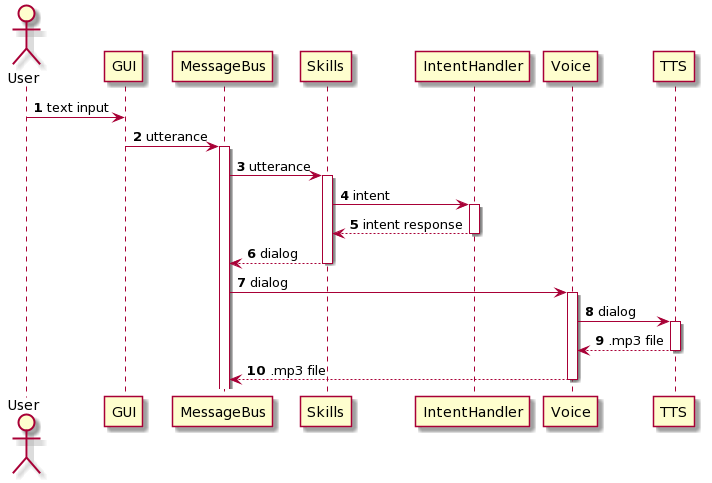 User
GUI
MessageBus
Skills
IntentHandler
Voice
TTS
1 text input
2 utterance
3 utterance
4 intent
5 intent response
6 dialog
7 dialog
8 dialog
9 .mp3 file
10 .mp3 file
User
GUI
MessageBus
Skills
IntentHandler
Voice
TTS